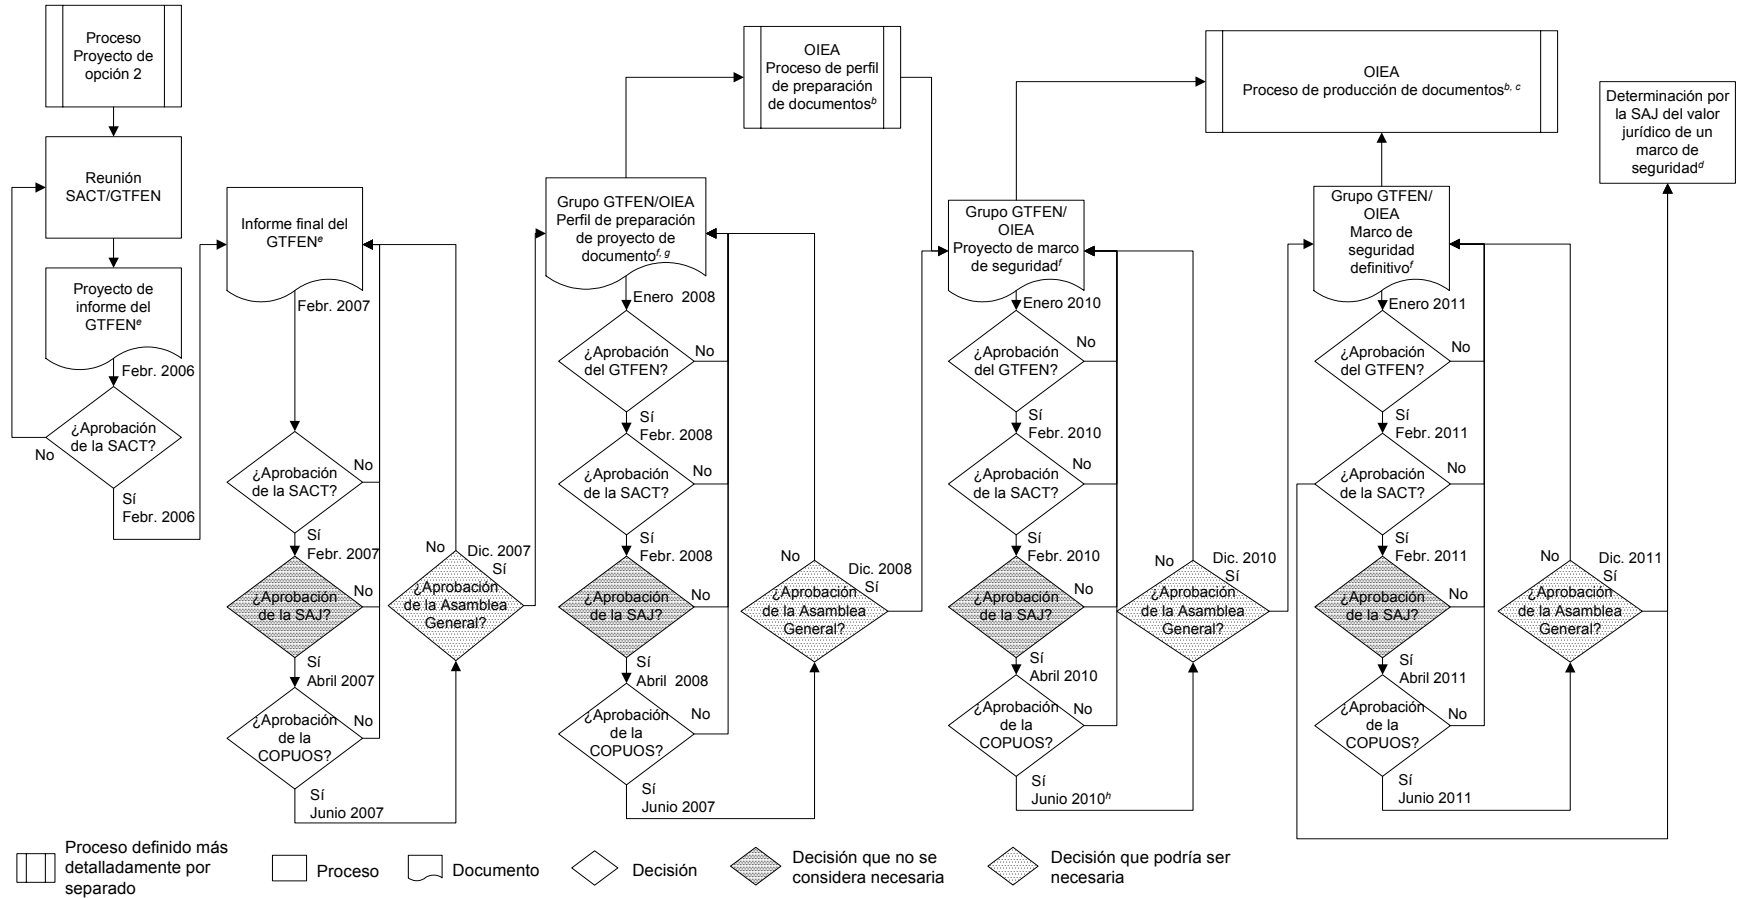 Proceso
Proyecto de
opción 2
Reunión
SACT/GTFEN
Proyecto de
informe del
GTFENe
Febr. 2006
¿Aprobación
de la SACT?
No
Sí
Febr. 2006
Informe final del
GTFENe
Febr. 2007
¿Aprobación
de la SACT?
No
Sí
Febr. 2007
¿Aprobación
de la SAJ?
No
Sí
Abril 2007
¿Aprobación
de la
COPUOS?
No
Sí
Junio 2007
No
Dic. 2007
Sí
¿Aprobación
de la Asamblea
General?
OIEA
Proceso de perfil
de preparación
de documentosb
Grupo GTFEN/OIEA
Perfil de preparación
de proyecto de
documentof, g
Enero 2008
¿Aprobación
del GTFEN?
No
Sí
Febr. 2008
¿Aprobación
de la SACT?
No
Sí
Febr. 2008
¿Aprobación
de la SAJ?
No
Sí
Abril 2008
¿Aprobación
de la
COPUOS?
No
Sí
Junio 2007
No
Dic. 2008
Sí
¿Aprobación
de la Asamblea
General?
OIEA
Proceso de producción de documentosb, c
Grupo GTFEN/
OIEA
Proyecto de marco
de seguridadf
Enero 2010
¿Aprobación
del GTFEN?
No
Sí
Febr. 2010
¿Aprobación
de la SACT?
No
Sí
Febr. 2010
¿Aprobación
de la SAJ?
No
Sí
Abril 2010
¿Aprobación
de la
COPUOS?
No
Sí
Junio 2010h
No
Dic. 2010
Sí
¿Aprobación
de la Asamblea
General?
Grupo GTFEN/
OIEA
Marco de
seguridad
definitivof
Enero 2011
¿Aprobación
del GTFEN?
No
Sí
Febr. 2011
¿Aprobación
de la SACT?
No
Sí
Febr. 2011
¿Aprobación
de la SAJ?
No
Sí
Abril 2011
¿Aprobación
de la
COPUOS?
No
Sí
Junio 2011
No
Dic. 2011
Sí
¿Aprobación
de la Asamblea
General?
Determinación por
la SAJ del valor
jurídico de un
marco de
seguridadd
Proceso definido más
detalladamente por
separado
Proceso
Documento
Decisión
Decisión que no se
considera necesaria
Decisión que podría ser
necesaria